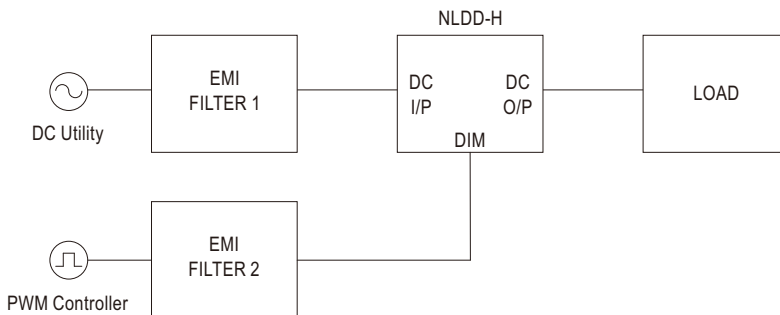 NLDD-H
EMI
FILTER 1
DC
I/P
DC
O/P
DIM
LOAD
DC Utility
EMI
FILTER 2
PWM Controller